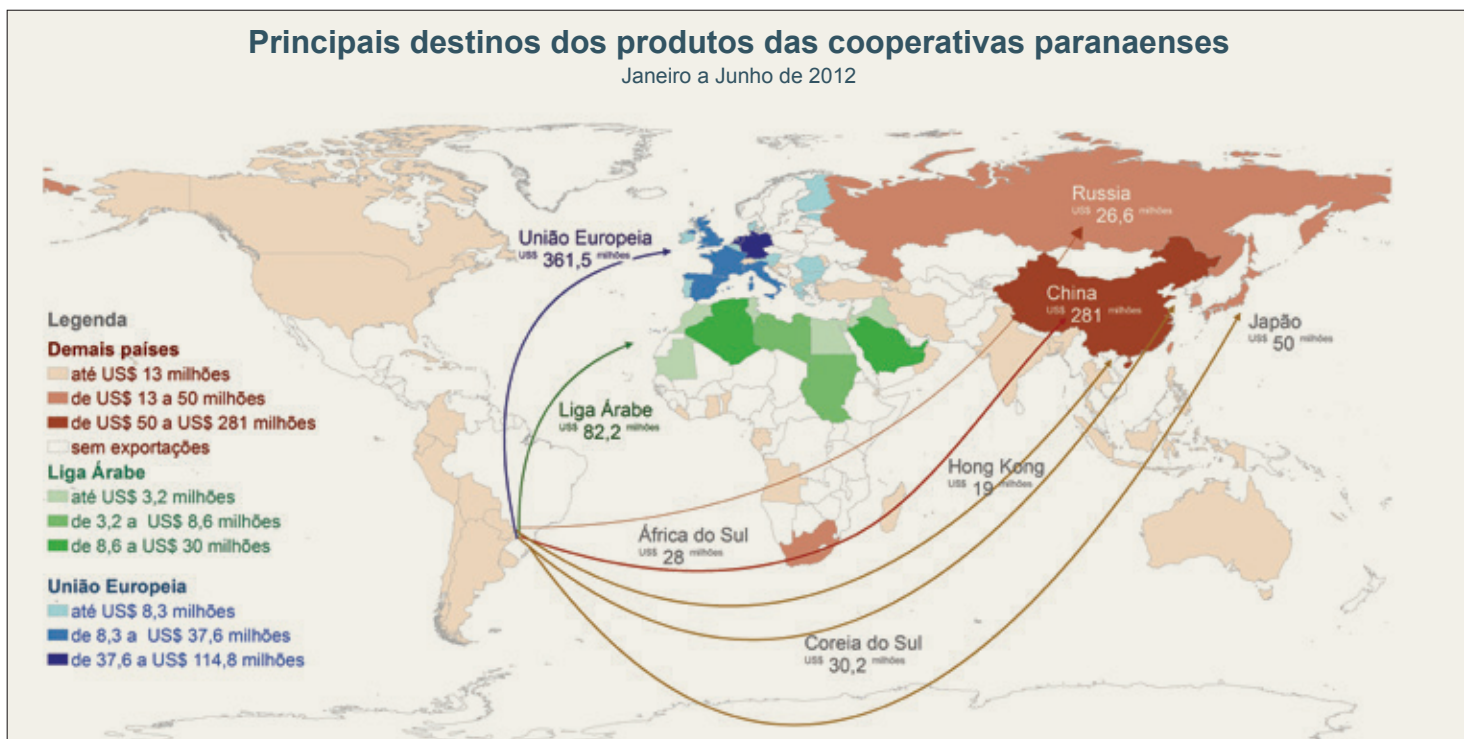 Principais destinos dos produtos das cooperativas paranaenses
Janeiro a Junho de 2012
Russia
US$ 26,6 milhões
União Europeia
US$ 361,5 milhões
China
US$ 281 milhões
Japão
US$ 50 milhões
Liga Árabe
US$ 82,2 milhões
Hong Kong
US$ 19 milhões
África do Sul
US$ 28 milhões
Coreia do Sul
US$ 30,2 milhões
Legenda
Demais países
até US$ 13 milhões
de US$ 13 a 50 milhões
de US$ 50 a US$ 281 milhões
sem exportações
Liga Árabe
até US$ 3,2 milhões
de 3,2 a US$ 8,6 milhões
de 8,6 a US$ 30 milhões
União Europeia
até US$ 8,3 milhões
de 8,3 a US$ 37,6 milhões
de 37,6 a US$ 114,8 milhões